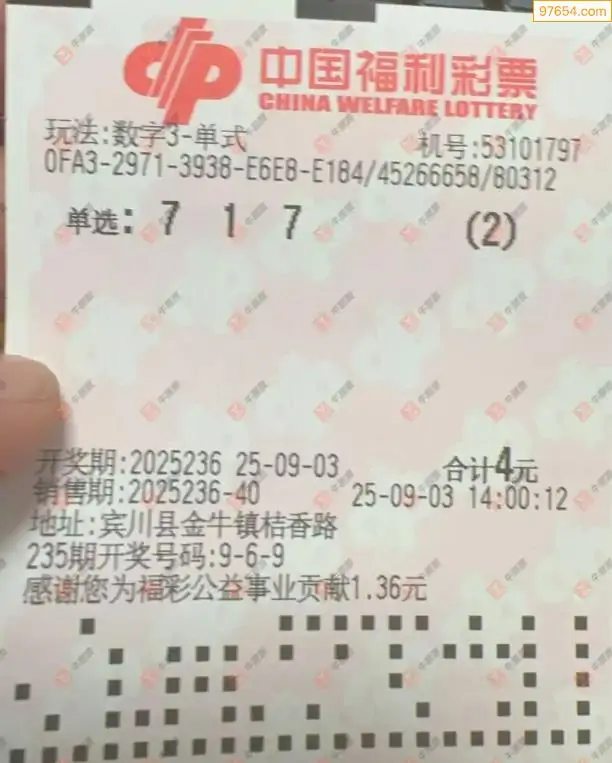 97654.com
中国福利彩票
CHINA WELFARE LOTTERY
玩法:数字3-单式 机号:53101797
0FA3-2971-3938-E6E8-E184/45266658/80312
单选: 7 1 7 (2)
开奖期:2025236 25-09-03 合计4元
销售期:2025236-40 25-09-03 14:00:12
地址:宾川县金牛镇桔香路
235期开奖号码:9-6-9
感谢您为福彩公益事业贡献1.36元